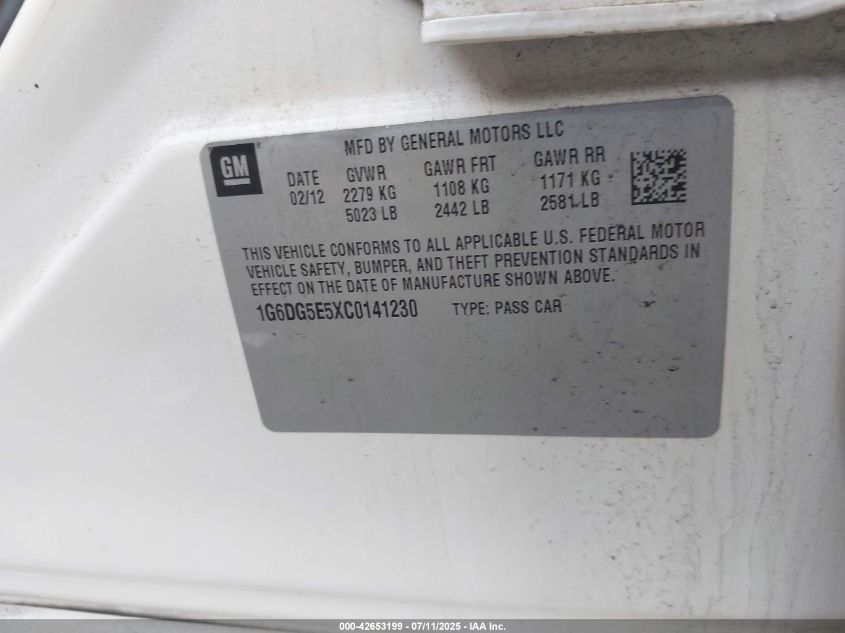 GM
MFD BY GENERAL MOTORS LLC
DATE GVWR GAWR FRT GAWR RR
02/12 2279 KG 1108 KG 1171 KG
5023 LB 2442 LB 2581 LB
THIS VEHICLE CONFORMS TO ALL APPLICABLE U.S. FEDERAL MOTOR
VEHICLE SAFETY, BUMPER, AND THEFT PREVENTION STANDARDS IN
EFFECT ON THE DATE OF MANUFACTURE SHOWN ABOVE.
1G6DG5E5XC0141230 TYPE: PASS CAR
000-42653199 - 07/11/2025 - IAA Inc.